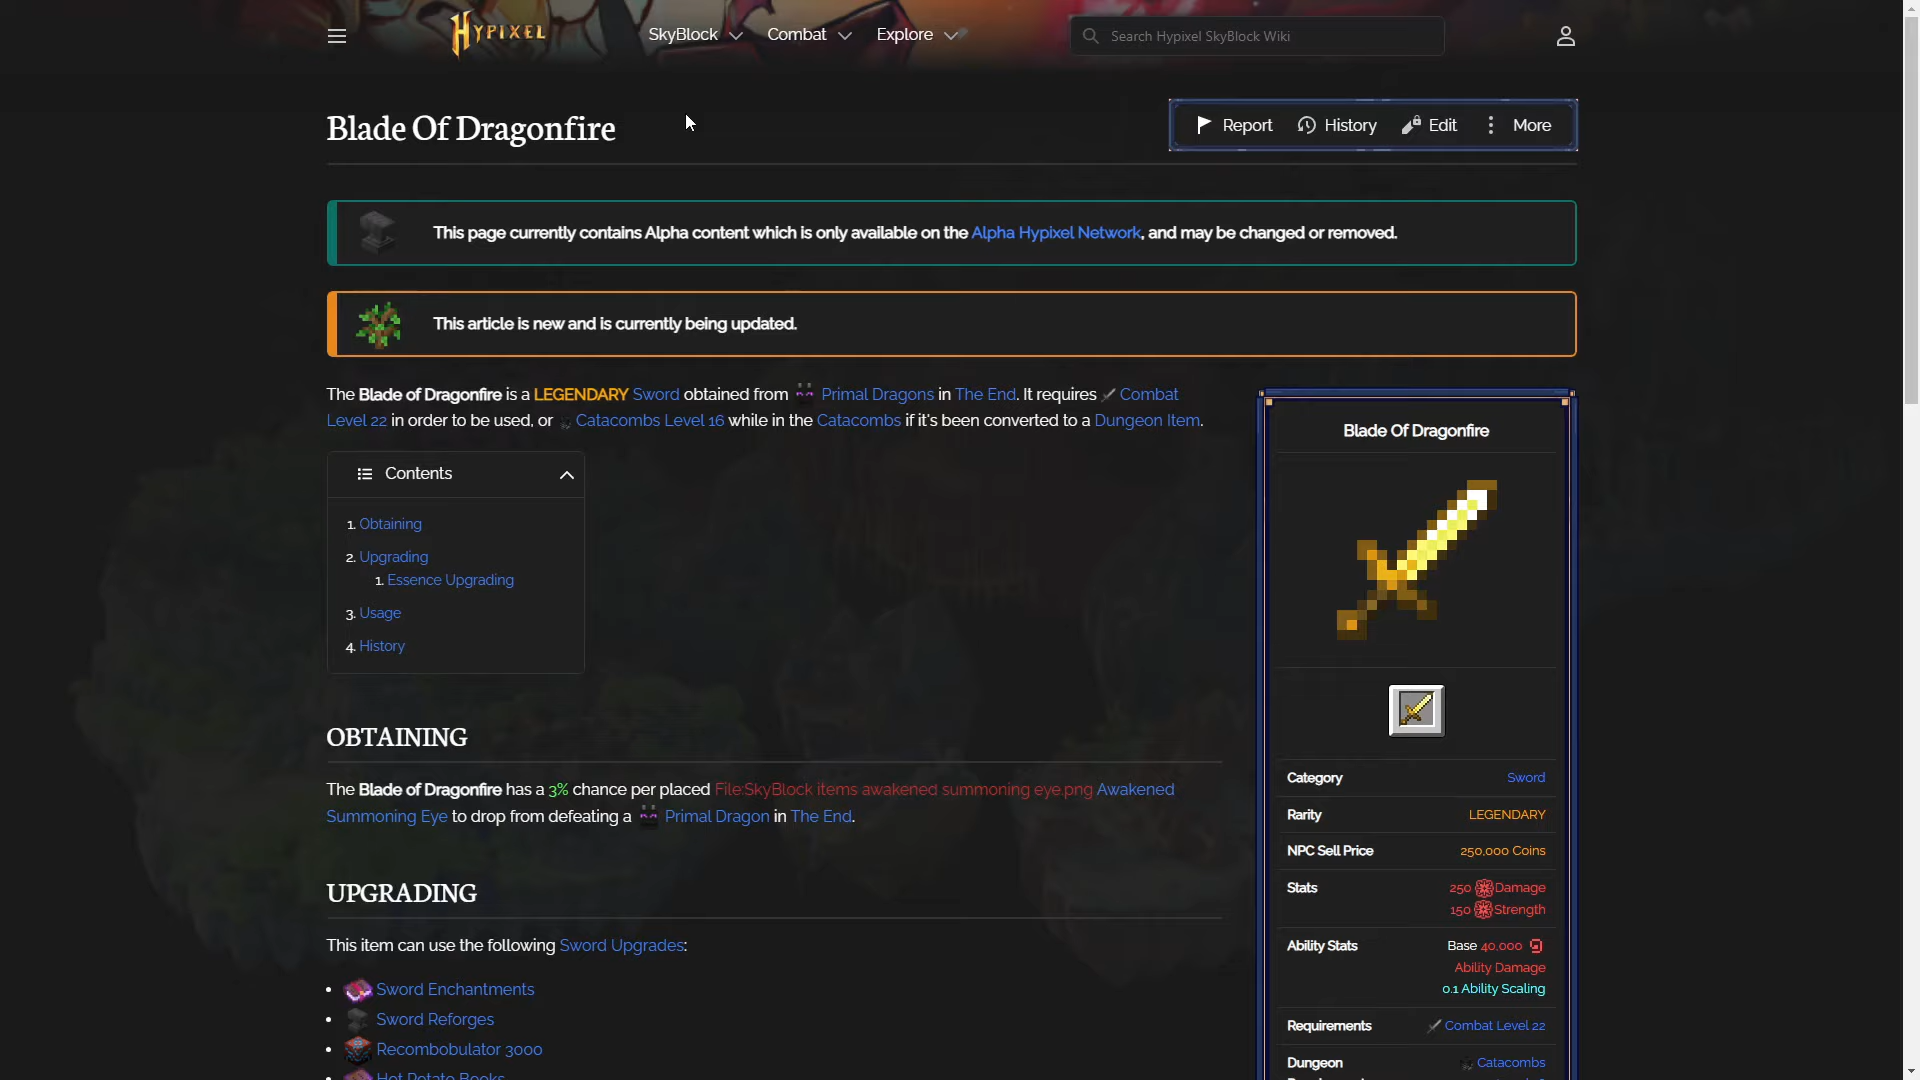 HYPIXEL
SkyBlock
Combat
Explore
Search Hypixel SkyBlock Wiki
Blade Of Dragonfire
Report
History
Edit
More
This page currently contains Alpha content which is only available on the Alpha Hypixel Network, and may be changed or removed.
This article is new and is currently being updated.
The Blade of Dragonfire is a LEGENDARY Sword obtained from Primal Dragons in The End. It requires Combat
Level 22 in order to be used, or Catacombs Level 16 while in the Catacombs if it's been converted to a Dungeon Item.
Contents
1. Obtaining
2. Upgrading
1. Essence Upgrading
3. Usage
4. History
OBTAINING
The Blade of Dragonfire has a 3% chance per placed File:SkyBlock items awakened summoning eye.png Awakened
Summoning Eye to drop from defeating a Primal Dragon in The End.
UPGRADING
This item can use the following Sword Upgrades:
• Sword Enchantments
• Sword Reforges
• Recombobulator 3000
• Hot Potato Books
Blade Of Dragonfire
Category Sword
Rarity LEGENDARY
NPC Sell Price 250,000 Coins
Stats 250 Damage
150 Strength
Ability Stats Base 40,000
Ability Damage
0.1 Ability Scaling
Requirements Combat Level 22
Dungeon Catacombs